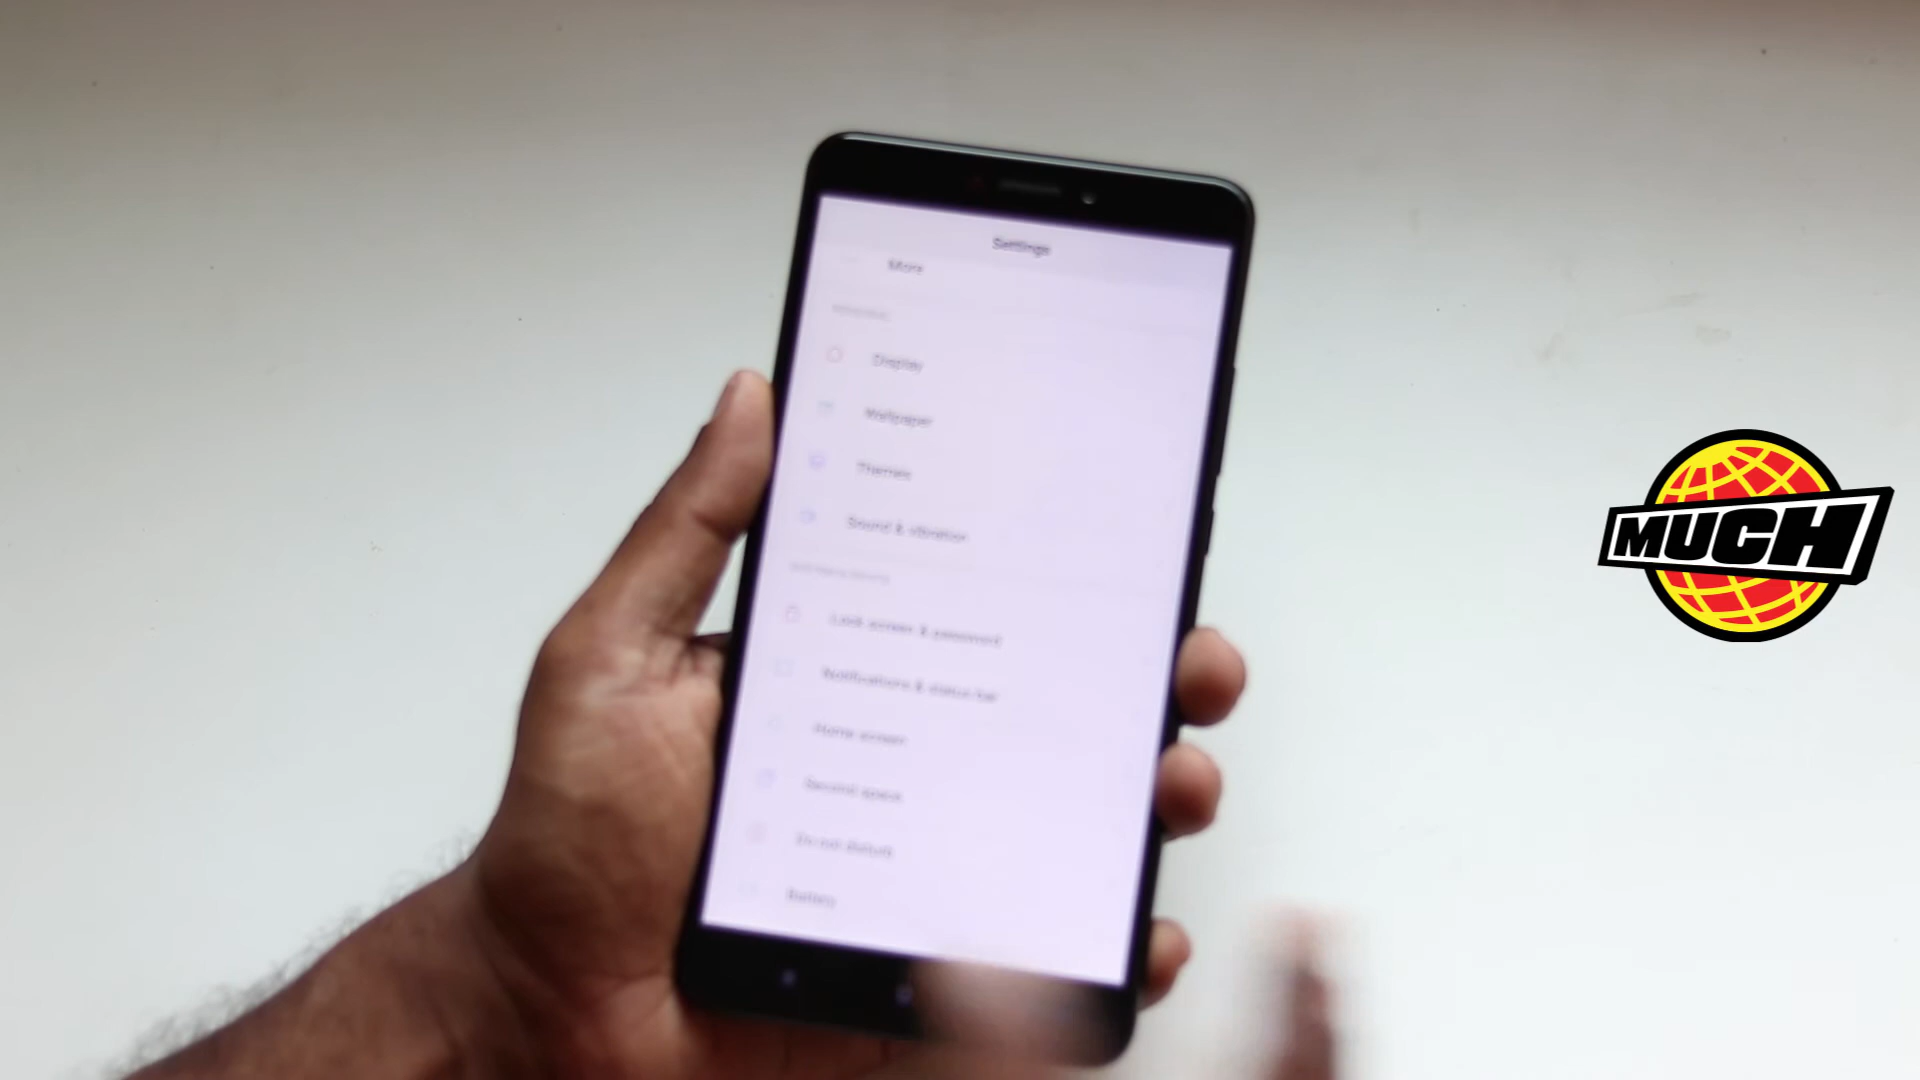 Settings
More
Display
Wallpaper
Themes
Sound & vibration
Lock screen & password
Notifications & status bar
Home screen
Second space
Do not disturb
Battery
MUCH